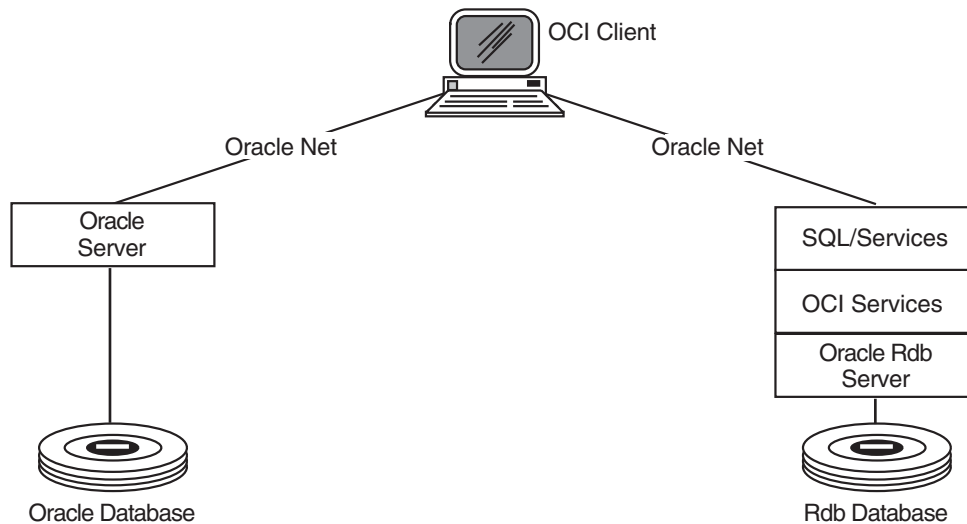 OCI Client
Oracle Net
Oracle Net
Oracle
Server
SQL/Services
OCI Services
Oracle Rdb
Server
Oracle Database
Rdb Database